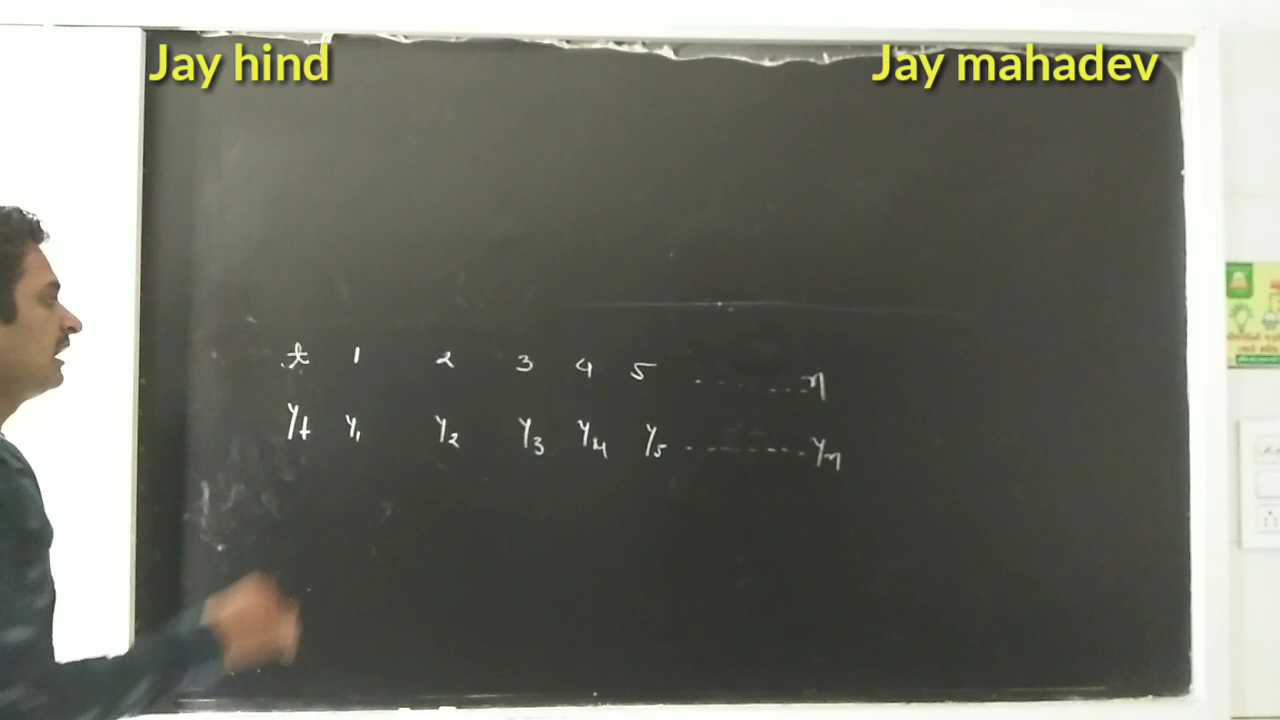 Jay hind Jay mahadev
t 1 2 3 4 5 ........ n
Yt Y1 Y2 Y3 Y4 Y5 ........ Yn